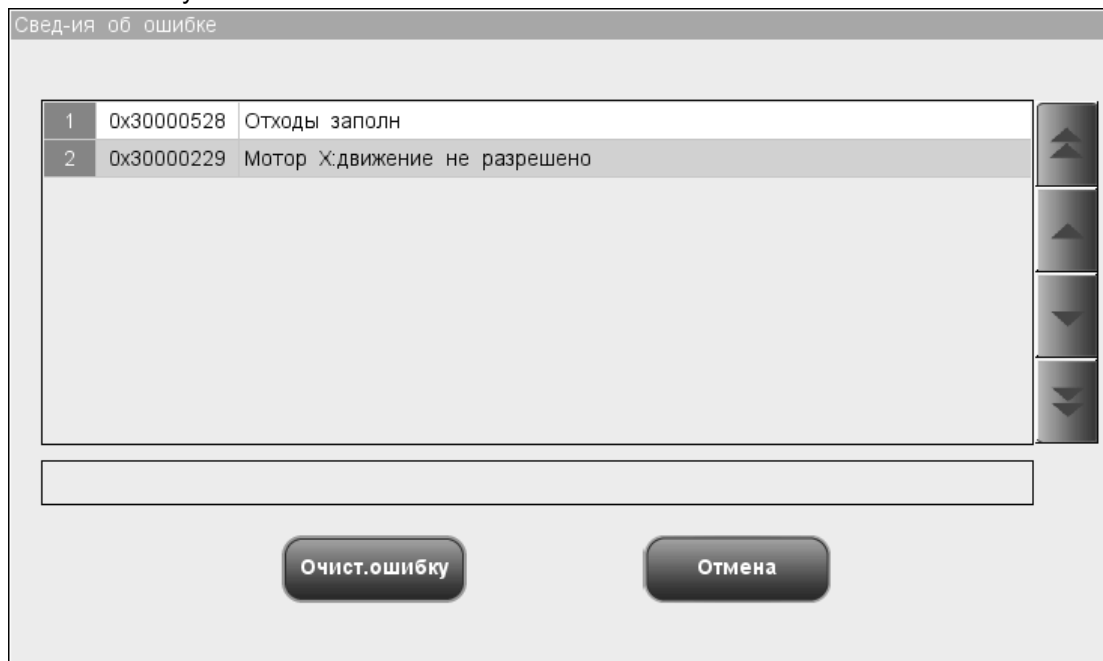 Свед-ия об ошибке
1 0x30000528 Отходы заполн
2 0x30000229 Мотор X:движение не разрешено
Очист.ошибку Отмена